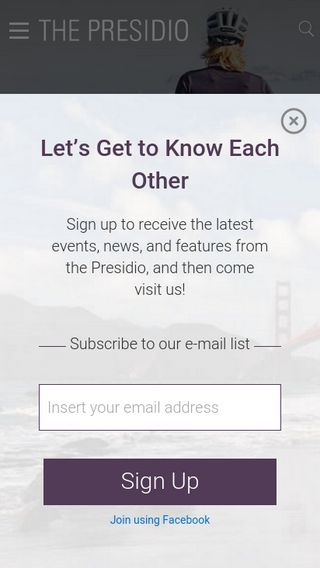 THE PRESIDIO
Let’s Get to Know Each
Other
Sign up to receive the latest
events, news, and features from
the Presidio, and then come
visit us!
Subscribe to our e-mail list
Insert your email address
Sign Up
Join using Facebook